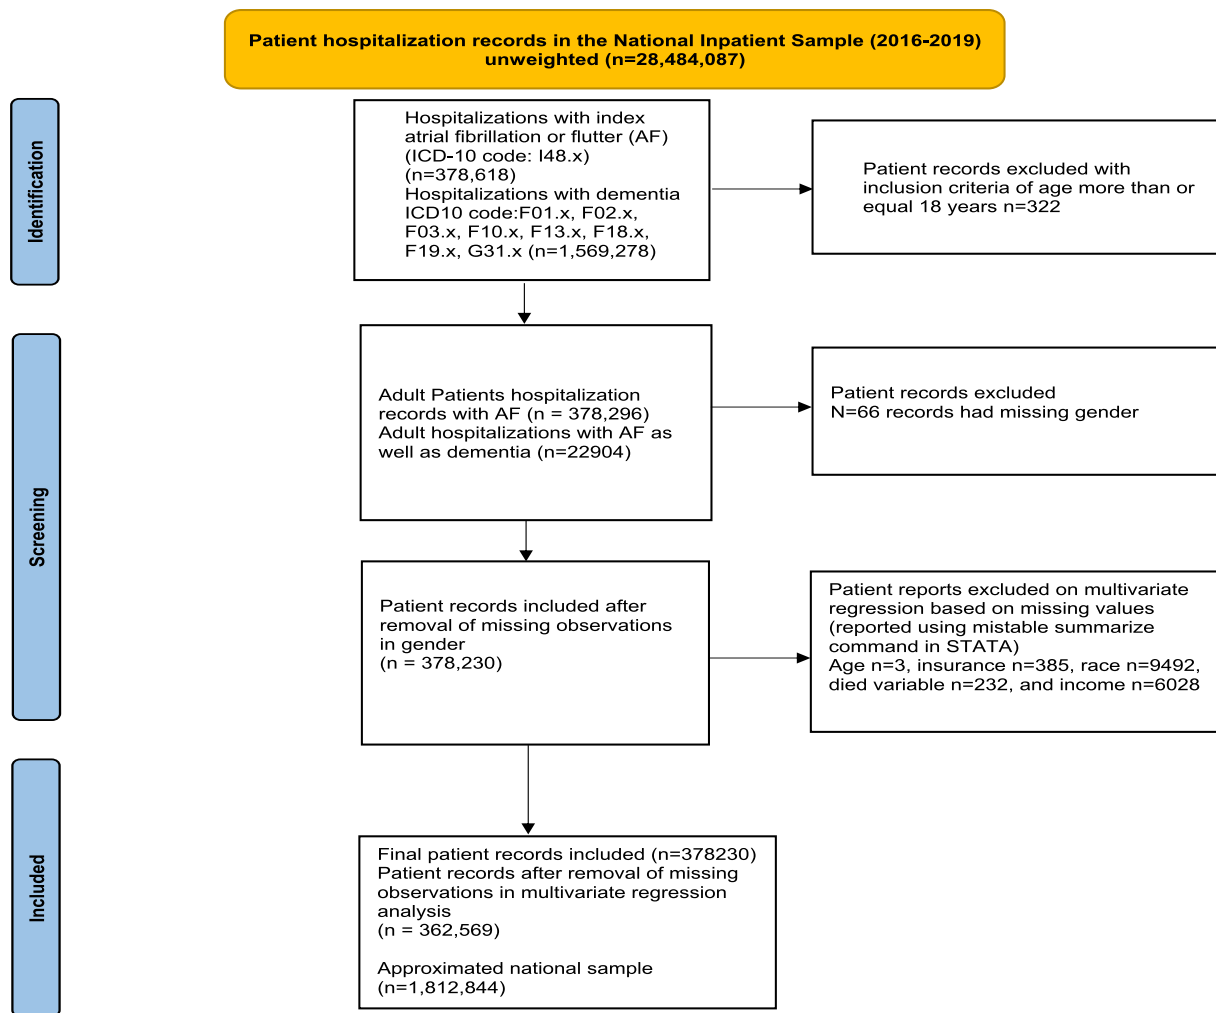 Patient hospitalization records in the National Inpatient Sample (2016-2019)
unweighted (n=28,484,087)
Identification
Hospitalizations with index
atrial fibrillation or flutter (AF)
(ICD-10 code: I48.x)
(n=378,618)
Hospitalizations with dementia
ICD10 code:F01.x, F02.x,
F03.x, F10.x, F13.x, F18.x,
F19.x, G31.x (n=1,569,278)
Patient records excluded with
inclusion criteria of age more than or
equal 18 years n=322
Screening
Adult Patients hospitalization
records with AF (n = 378,296)
Adult hospitalizations with AF as
well as dementia (n=22904)
Patient records excluded
N=66 records had missing gender
Patient records included after
removal of missing observations
in gender
(n = 378,230)
Patient reports excluded on multivariate
regression based on missing values
(reported using mistable summarize
command in STATA)
Age n=3, insurance n=385, race n=9492,
died variable n=232, and income n=6028
Included
Final patient records included (n=378230)
Patient records after removal of missing
observations in multivariate regression
analysis
(n = 362,569)
Approximated national sample
(n=1,812,844)